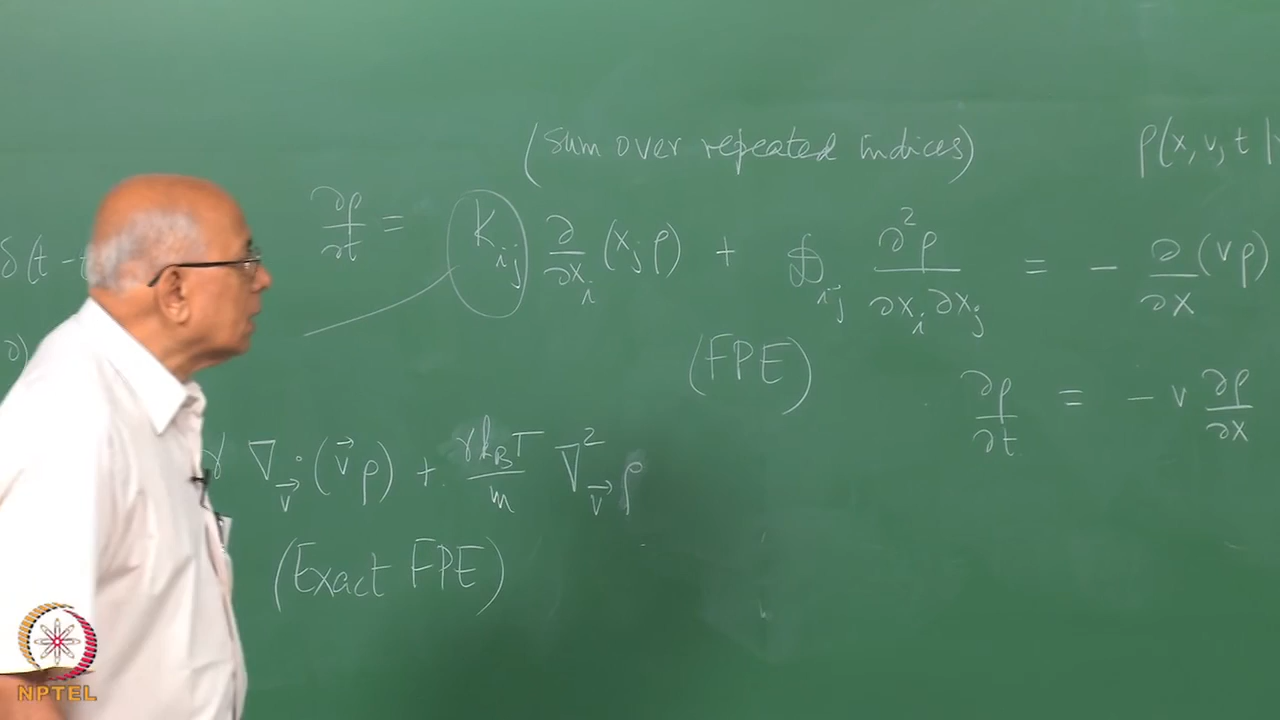 (Sum over repeated indices)
ρ(x, v, t |
δ(t - t
∂ρ/∂t = K_ij ∂/∂x_i (x_j ρ) + 𝔻_ij ∂²ρ/∂x_i ∂x_j = - ∂/∂x (vρ)
0)
(FPE)
∂ρ/∂t = - v ∂ρ/∂x
γ ∇_v⃗ · (v⃗ ρ) + γk_BT/m ∇²_v⃗ ρ
(Exact FPE)
NPTEL